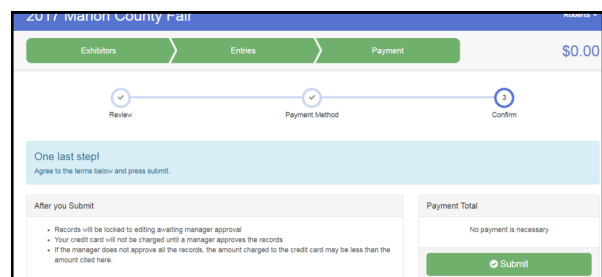 2017 Marion County Fair
Roberts
Exhibitors
Entries
Payment
$0.00
3
Review
Payment Method
Confirm
One last step!
Agree to the terms below and press submit.
After you Submit
Payment Total
• Records will be locked to editing awaiting manager approval
• Your credit card will not be charged until a manager approves the records
• If the manager does not approve all the records, the amount charged to the credit card may be less than the
amount cited here.
No payment is necessary
Submit